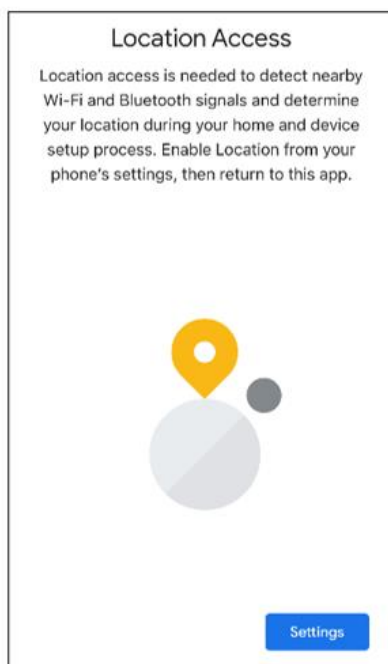 Location Access
Location access is needed to detect nearby
Wi-Fi and Bluetooth signals and determine
your location during your home and device
setup process. Enable Location from your
phone's settings, then return to this app.
Settings